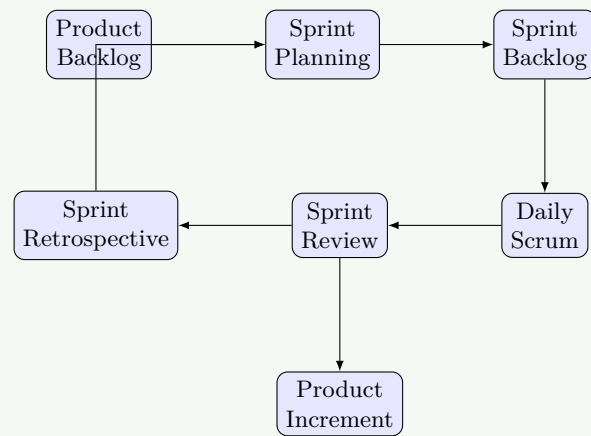 Product
Backlog
Sprint
Planning
Sprint
Backlog
Sprint
Retrospective
Sprint
Review
Daily
Scrum
Product
Increment